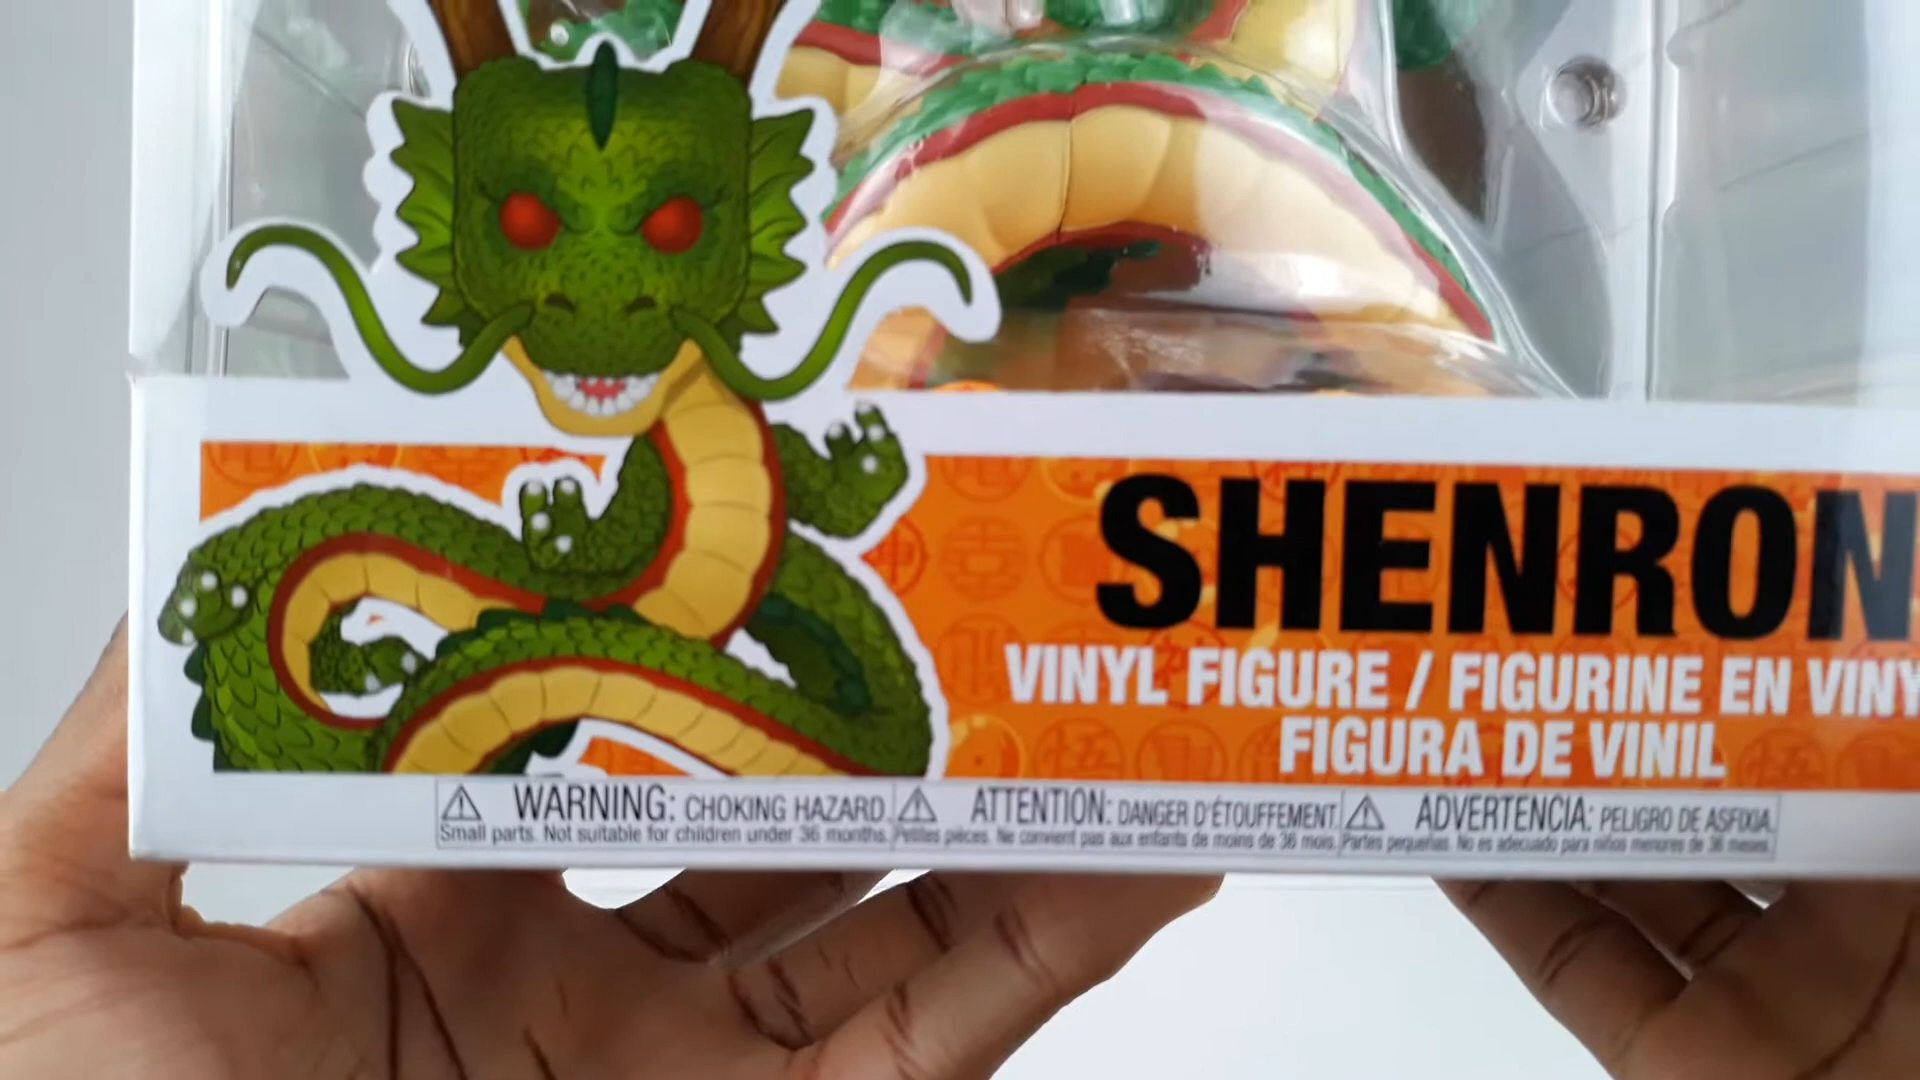 SHENRON
VINYL FIGURE / FIGURINE EN VINY
FIGURA DE VINIL
WARNING: CHOKING HAZARD.
Small parts. Not suitable for children under 36 months.
ATTENTION: DANGER D'ÉTOUFFEMENT.
Petites pièces. Ne convient pas aux enfants de moins de 36 mois.
ADVERTENCIA: PELIGRO DE ASFIXIA.
Partes pequeñas. No es adecuado para niños menores de 36 meses.